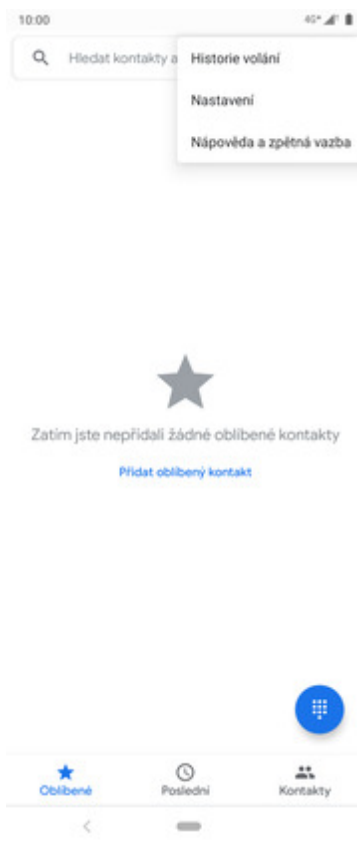 10:00 4G+
Hledat kontakty a
Historie volání
Nastavení
Nápověda a zpětná vazba
Zatím jste nepřidali žádné oblíbené kontakty
Přidat oblíbený kontakt
Oblíbené Poslední Kontakty